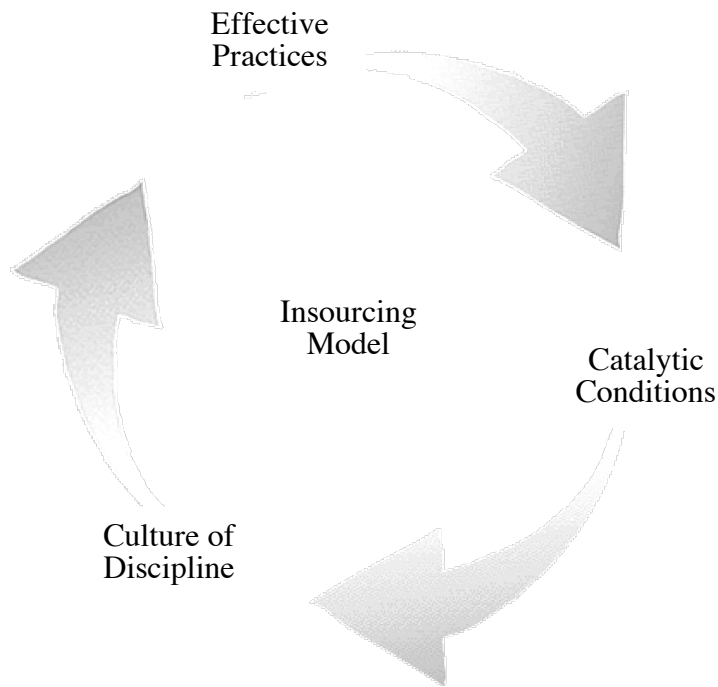 Effective
Practices
Insourcing
Model
Catalytic
Conditions
Culture of
Discipline